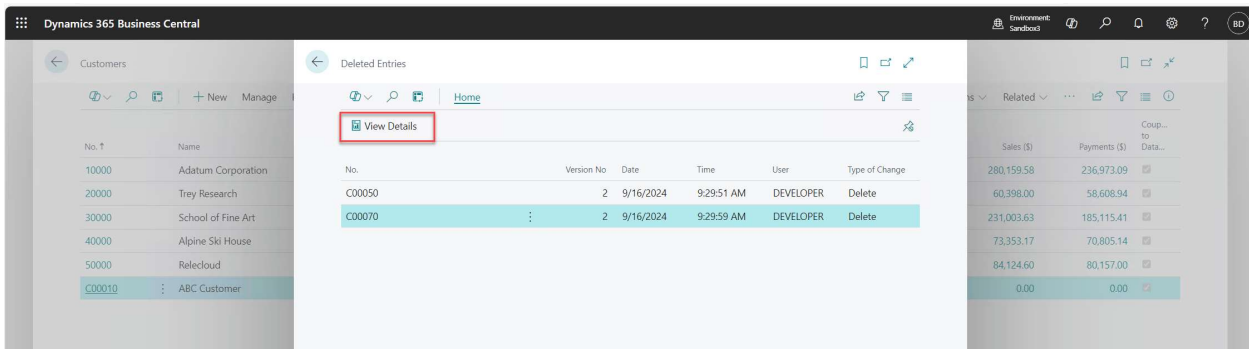 Dynamics 365 Business Central
Environment:
Sandbox3
?
BD
Customers
+ New Manage
No. ↑ Name
10000 Adatum Corporation
20000 Trey Research
30000 School of Fine Art
40000 Alpine Ski House
50000 Relecloud
C00010 ABC Customer
Deleted Entries
Home
View Details
No. Version No Date Time User Type of Change
C00050 2 9/16/2024 9:29:51 AM DEVELOPER Delete
C00070 2 9/16/2024 9:29:59 AM DEVELOPER Delete
Related
Coup...
to
Sales ($) Payments ($) Data...
280,159.58 236,973.09
60,398.00 58,608.94
231,003.63 185,115.41
73,353.17 70,805.14
84,124.60 80,157.00
0.00 0.00